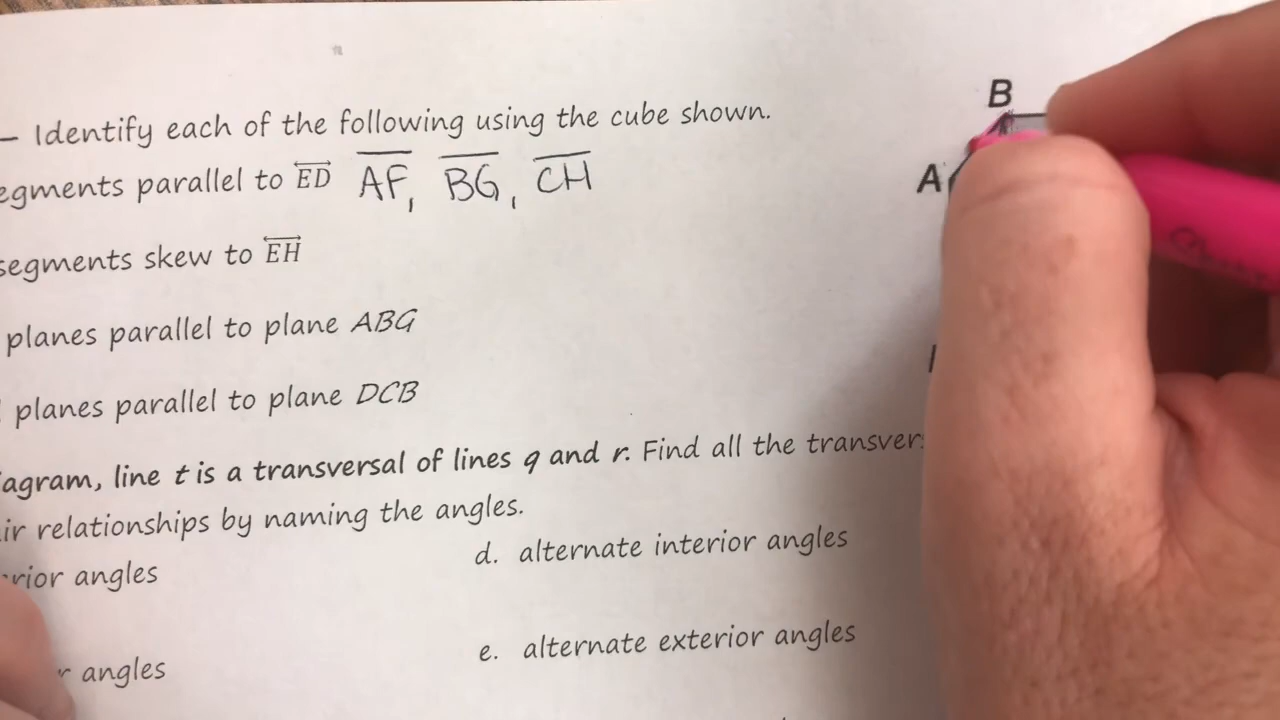 B
– Identify each of the following using the cube shown.
egments parallel to ED AF, BG, CH
A
segments skew to EH
planes parallel to plane ABG
planes parallel to plane DCB
agram, line t is a transversal of lines q and r. Find all the transver
ir relationships by naming the angles.
d. alternate interior angles
rior angles
e. alternate exterior angles
r angles